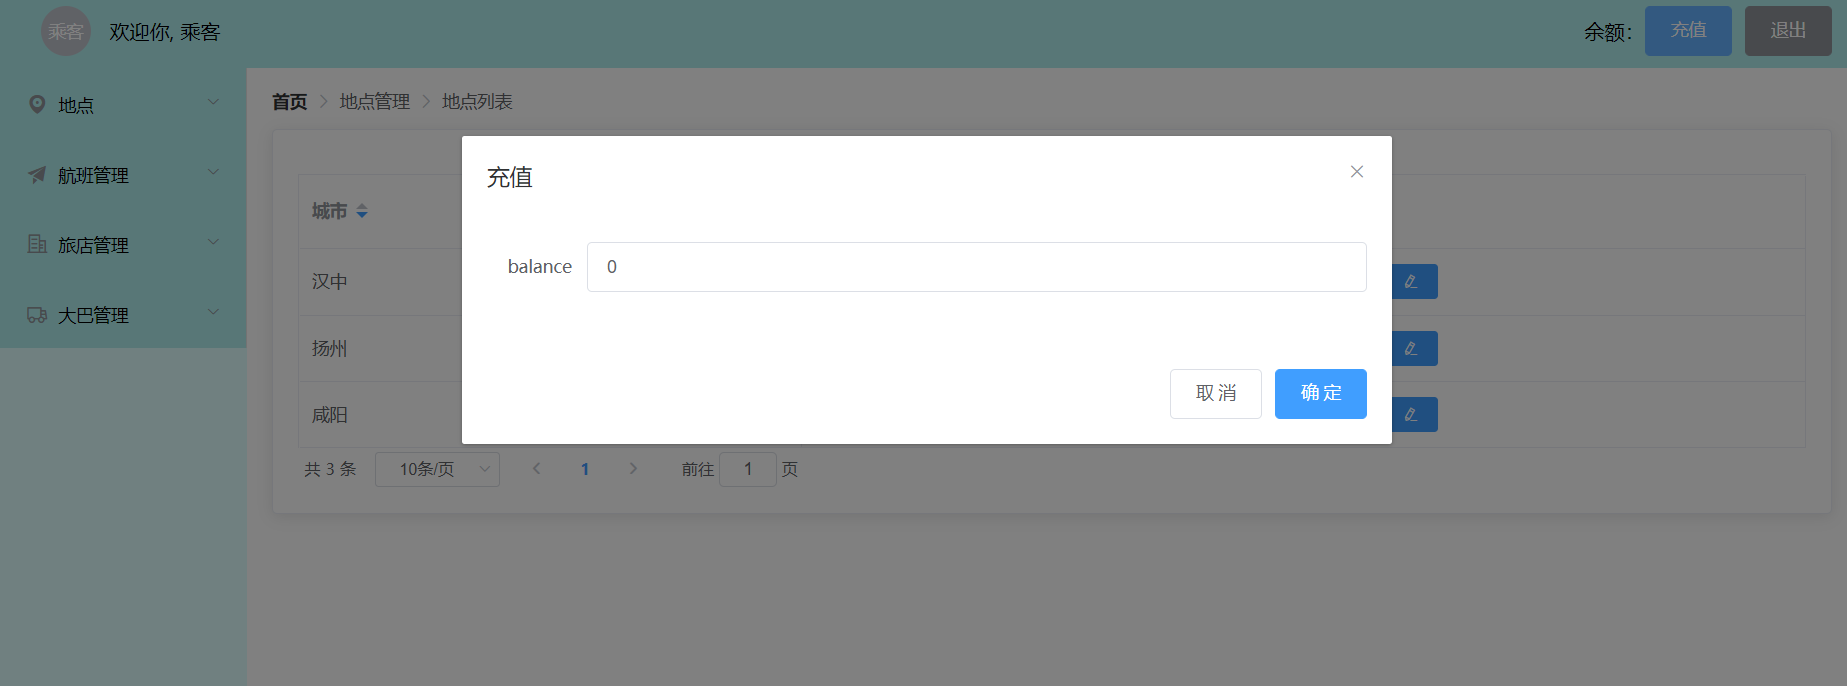 乘客 欢迎你, 乘客 余额: 充值 退出
地点
航班管理
旅店管理
大巴管理
首页 地点管理 地点列表
城市
汉中
扬州
咸阳
共 3 条 10条/页 1 前往 1 页
充值
balance 0
取消 确定